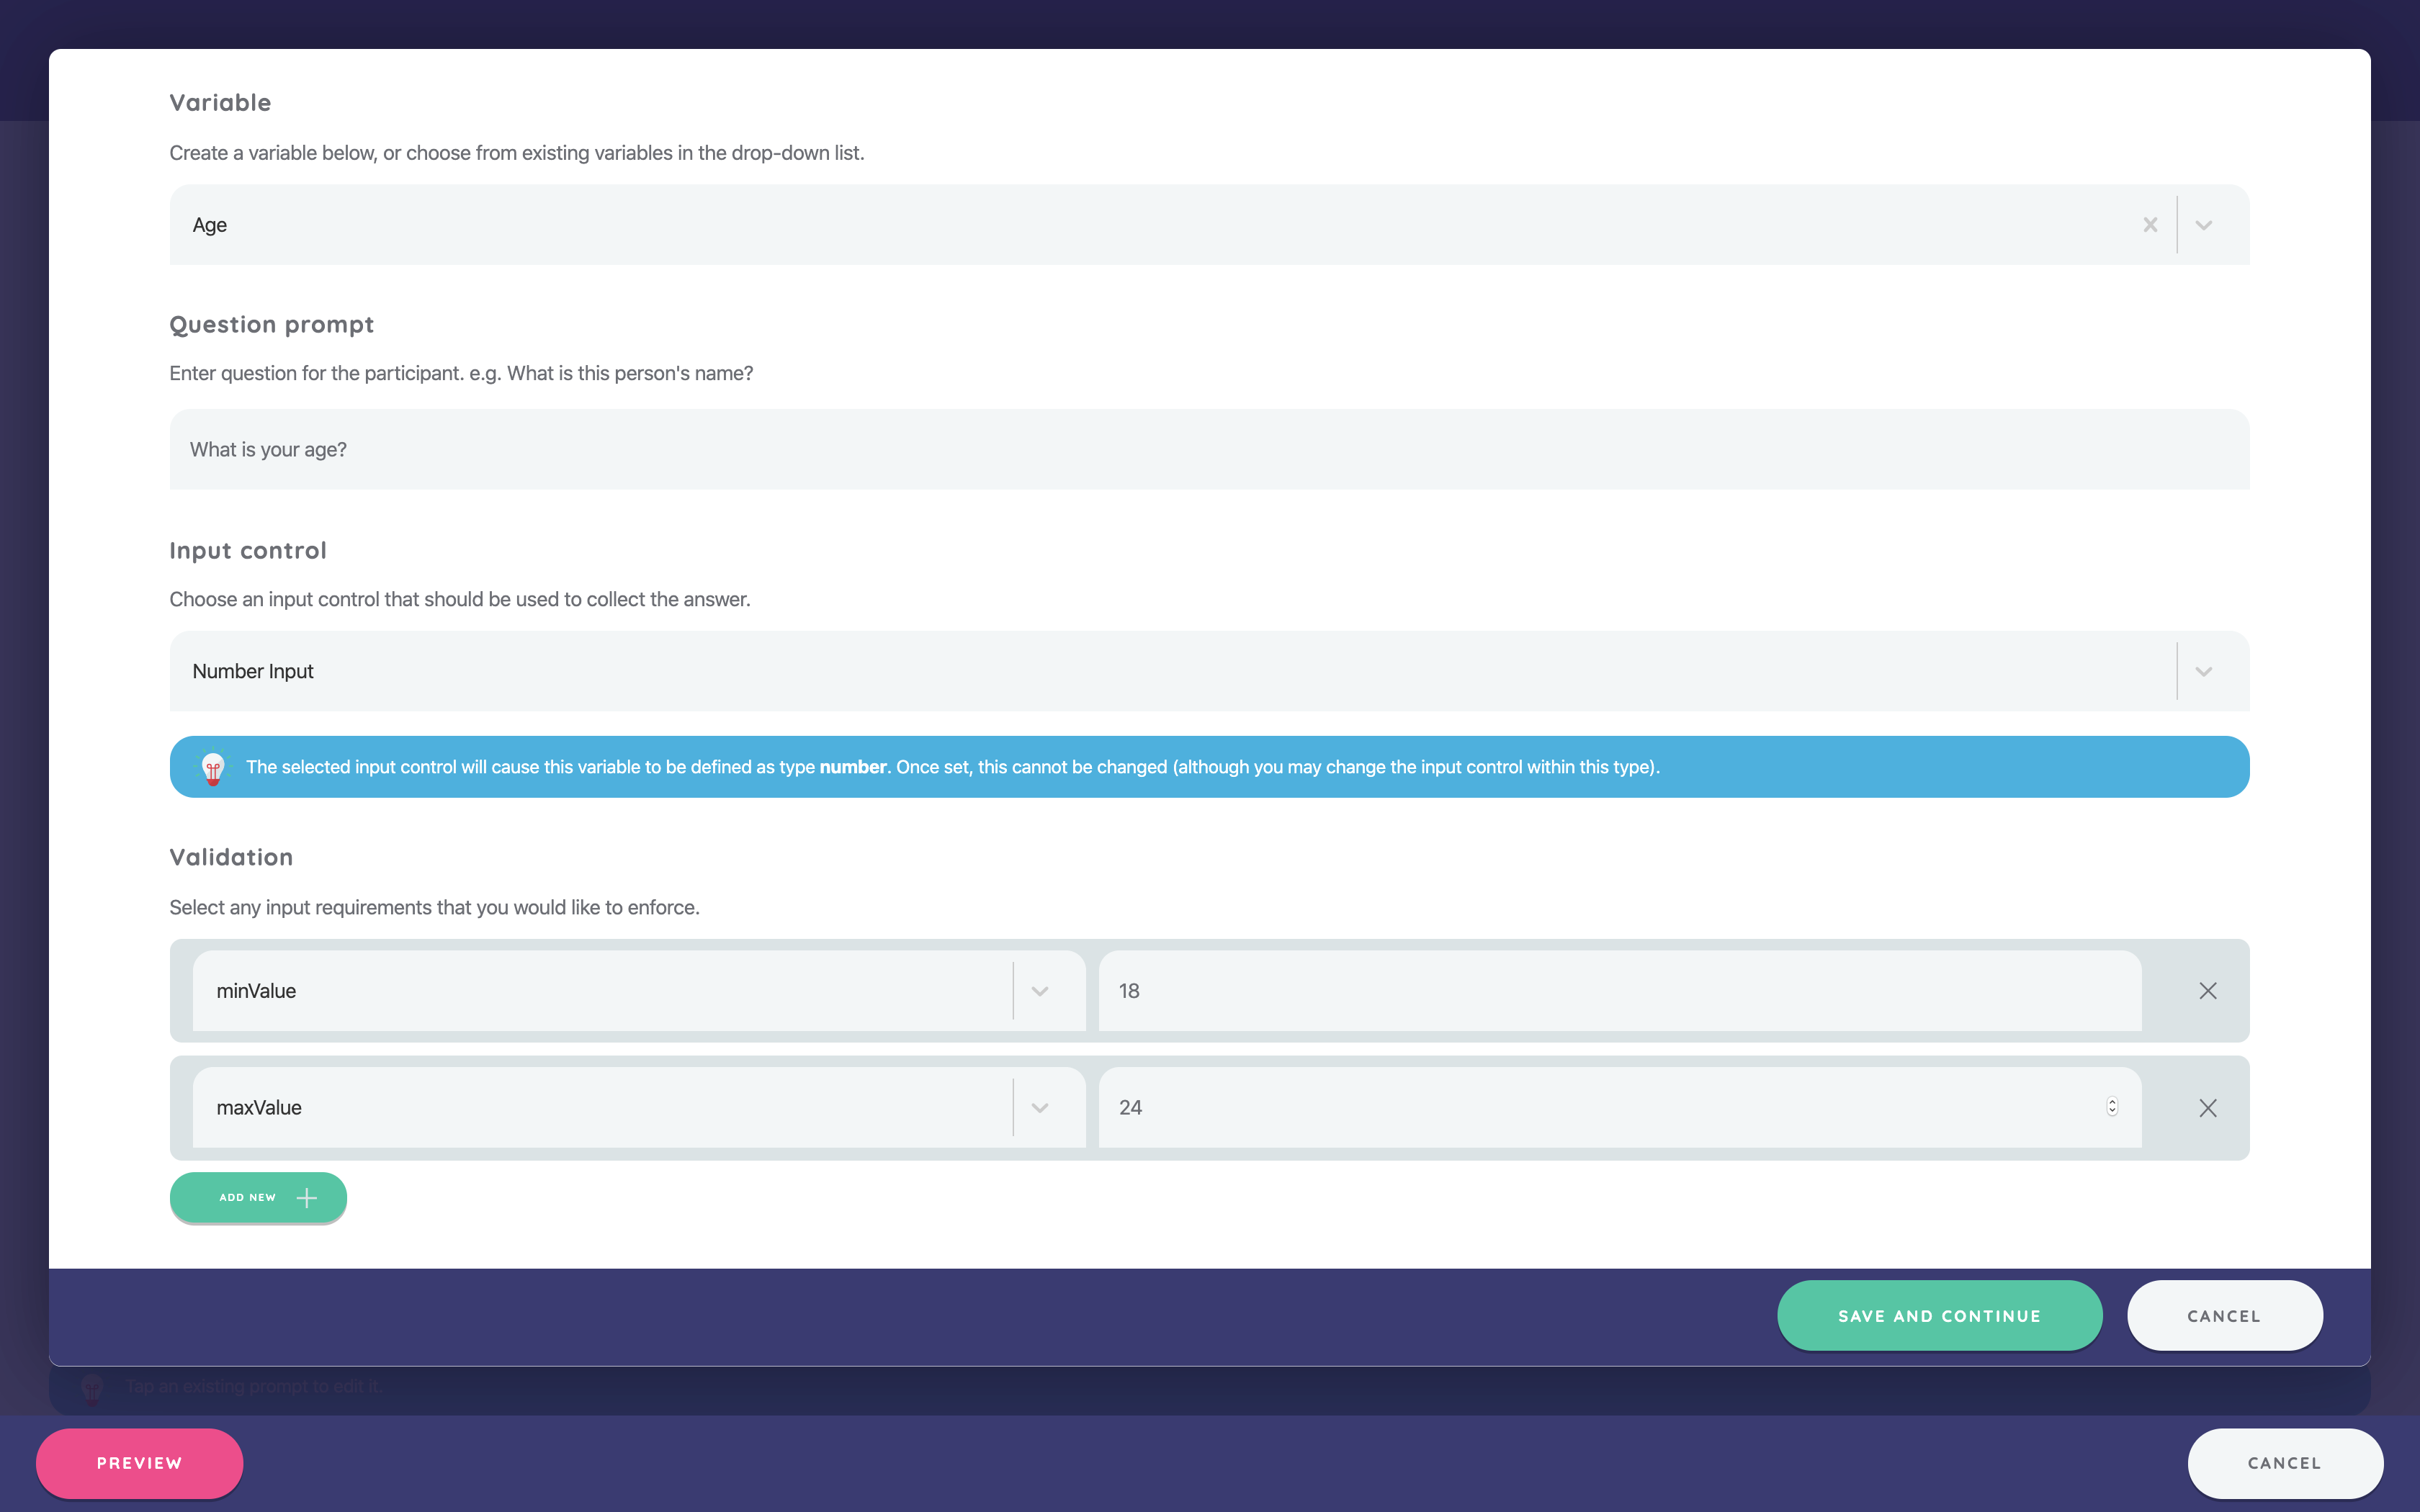 Variable
Create a variable below, or choose from existing variables in the drop-down list.
Age
Question prompt
Enter question for the participant. e.g. What is this person's name?
What is your age?
Input control
Choose an input control that should be used to collect the answer.
Number Input
The selected input control will cause this variable to be defined as type number. Once set, this cannot be changed (although you may change the input control within this type).
Validation
Select any input requirements that you would like to enforce.
minValue 18
maxValue 24
ADD NEW
SAVE AND CONTINUE CANCEL
Tap an existing prompt to edit it.
PREVIEW CANCEL